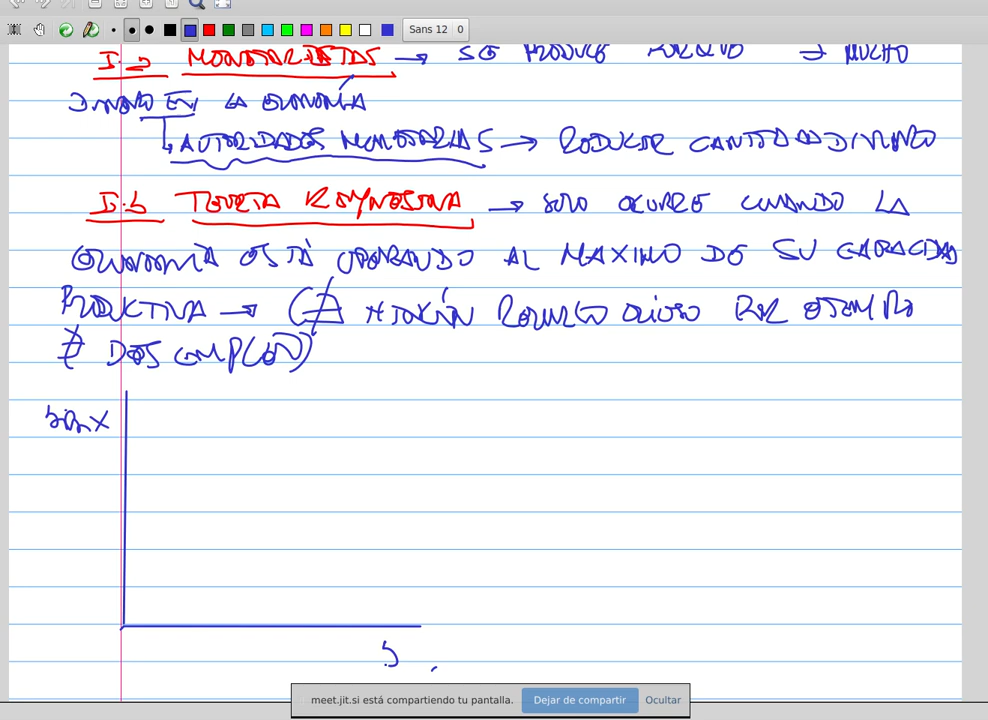 Sans 12 0
I.a MONETARISTAS → SE PRODUCE PORQUE ∃ MUCHO
DINERO EN LA ECONOMÍA
AUTORIDADES MONETARIAS → REDUCIR CANTIDAD DINERO
I.b TEORÍA KEYNESIANA → SOLO OCURRE CUANDO LA
ECONOMÍA ESTÁ OPERANDO AL MAXIMO DE SU CAPACIDAD
PRODUCTIVA → (∄ NINGÚN RECURSO OCIOSO POR EJEMPLO
∄ DESEMPLEO)
meet.jit.si está compartiendo tu pantalla. Dejar de compartir Ocultar